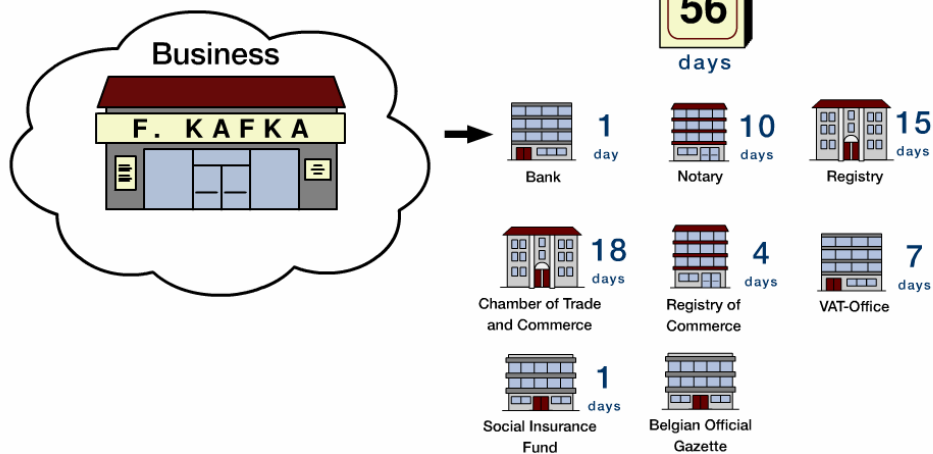 56
days
Business
F. KAFKA
1
day
Bank
10
days
Notary
15
days
Registry
18
days
Chamber of Trade
and Commerce
4
days
Registry of
Commerce
7
days
VAT-Office
1
days
Social Insurance
Fund
Belgian Official
Gazette